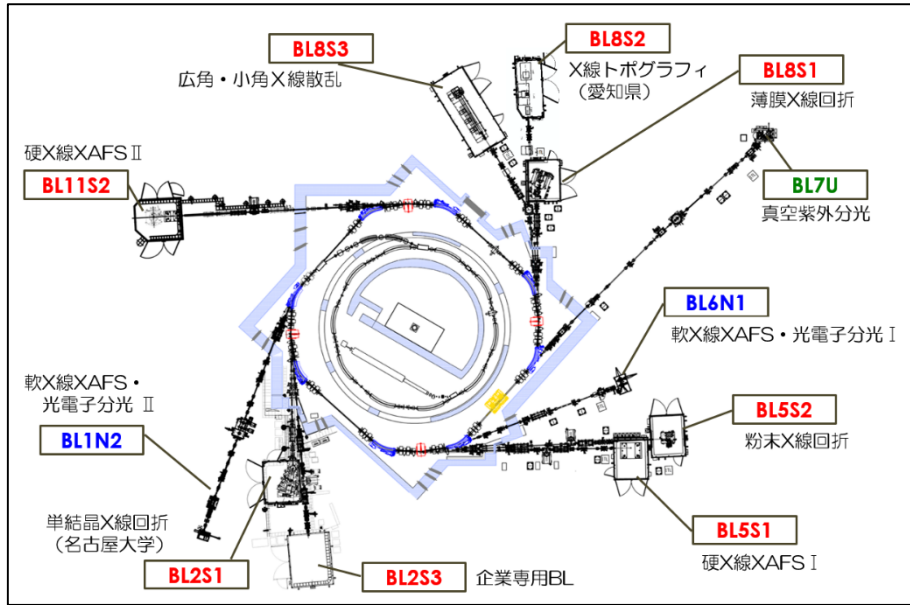 BL8S3
広角・小角X線散乱
BL8S2
X線トポグラフィ
(愛知県)
BL8S1
薄膜X線回折
硬X線XAFSⅡ
BL11S2
BL7U
真空紫外分光
BL6N1
軟X線XAFS・光電子分光Ⅰ
軟X線XAFS・
光電子分光 Ⅱ
BL1N2
BL5S2
粉末X線回折
単結晶X線回折
(名古屋大学)
BL2S1
BL2S3
企業専用BL
BL5S1
硬X線XAFSⅠ